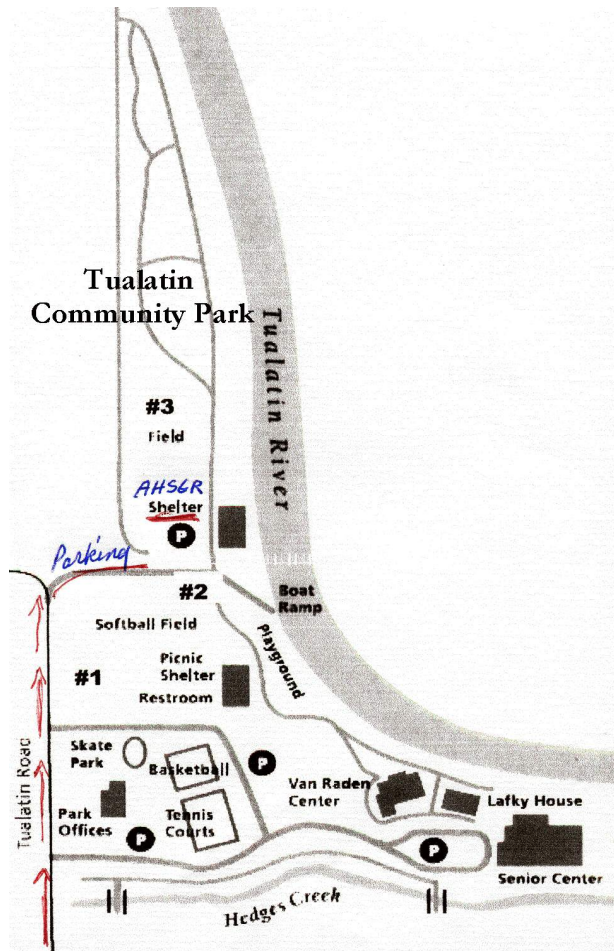 Tualatin
Community Park
Tualatin River
#3
Field
AHSGR
Shelter
P
Parking
#2
Boat
Ramp
Softball Field
Playground
Picnic
Shelter
#1
Restroom
Tualatin Road
Skate
Park
Basketball
P
Van Raden
Center
Lafky House
Park
Offices
Tennis
Courts
P
P
Senior Center
Hedges Creek